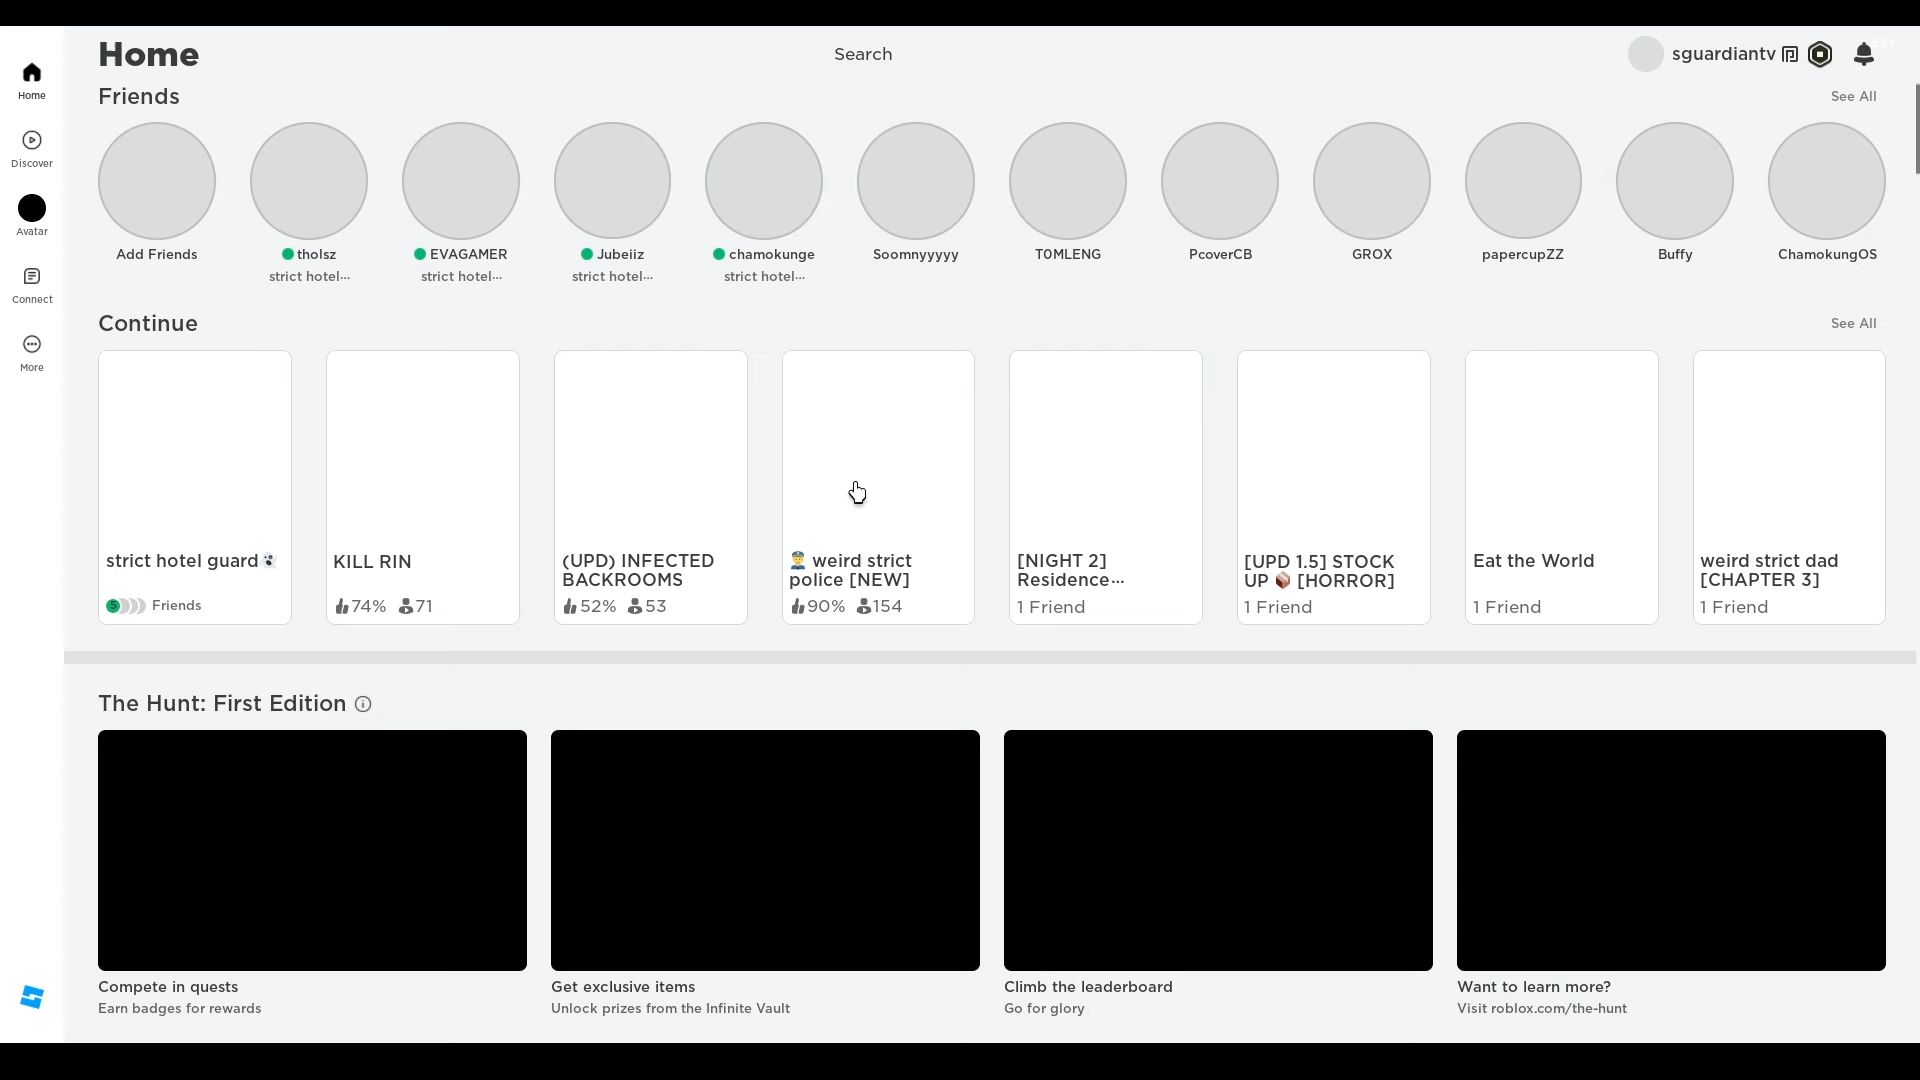 Home
Search
sguardiantv
99+
Home
Discover
Avatar
Connect
More
Friends
See All
Add Friends
tholsz
strict hotel...
EVAGAMER
strict hotel...
Jubeiiz
strict hotel...
chamokunge
strict hotel...
Soomnyyyyy
T0MLENG
PcoverCB
GROX
papercupZZ
Buffy
ChamokungOS
Continue
See All
strict hotel guard👻
5 Friends
KILL RIN
74% 71
(UPD) INFECTED
BACKROOMS
52% 53
👮 weird strict
police [NEW]
90% 154
[NIGHT 2]
Residence...
1 Friend
[UPD 1.5] STOCK
UP 📦 [HORROR]
1 Friend
Eat the World
1 Friend
weird strict dad
[CHAPTER 3]
1 Friend
The Hunt: First Edition
Compete in quests
Earn badges for rewards
Get exclusive items
Unlock prizes from the Infinite Vault
Climb the leaderboard
Go for glory
Want to learn more?
Visit roblox.com/the-hunt